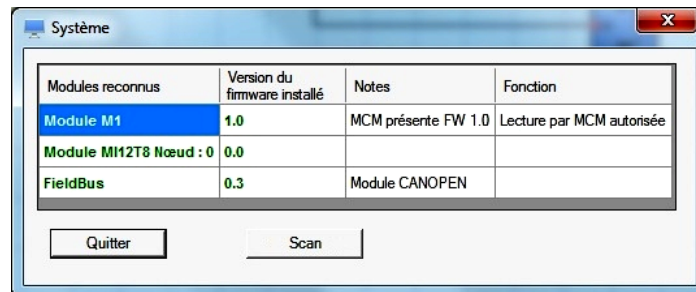 Système
Modules reconnus Version du firmware installé Notes Fonction
Module M1 1.0 MCM présente FW 1.0 Lecture par MCM autorisée
Module MI12T8 Nœud : 0 0.0
FieldBus 0.3 Module CANOPEN
Quitter Scan